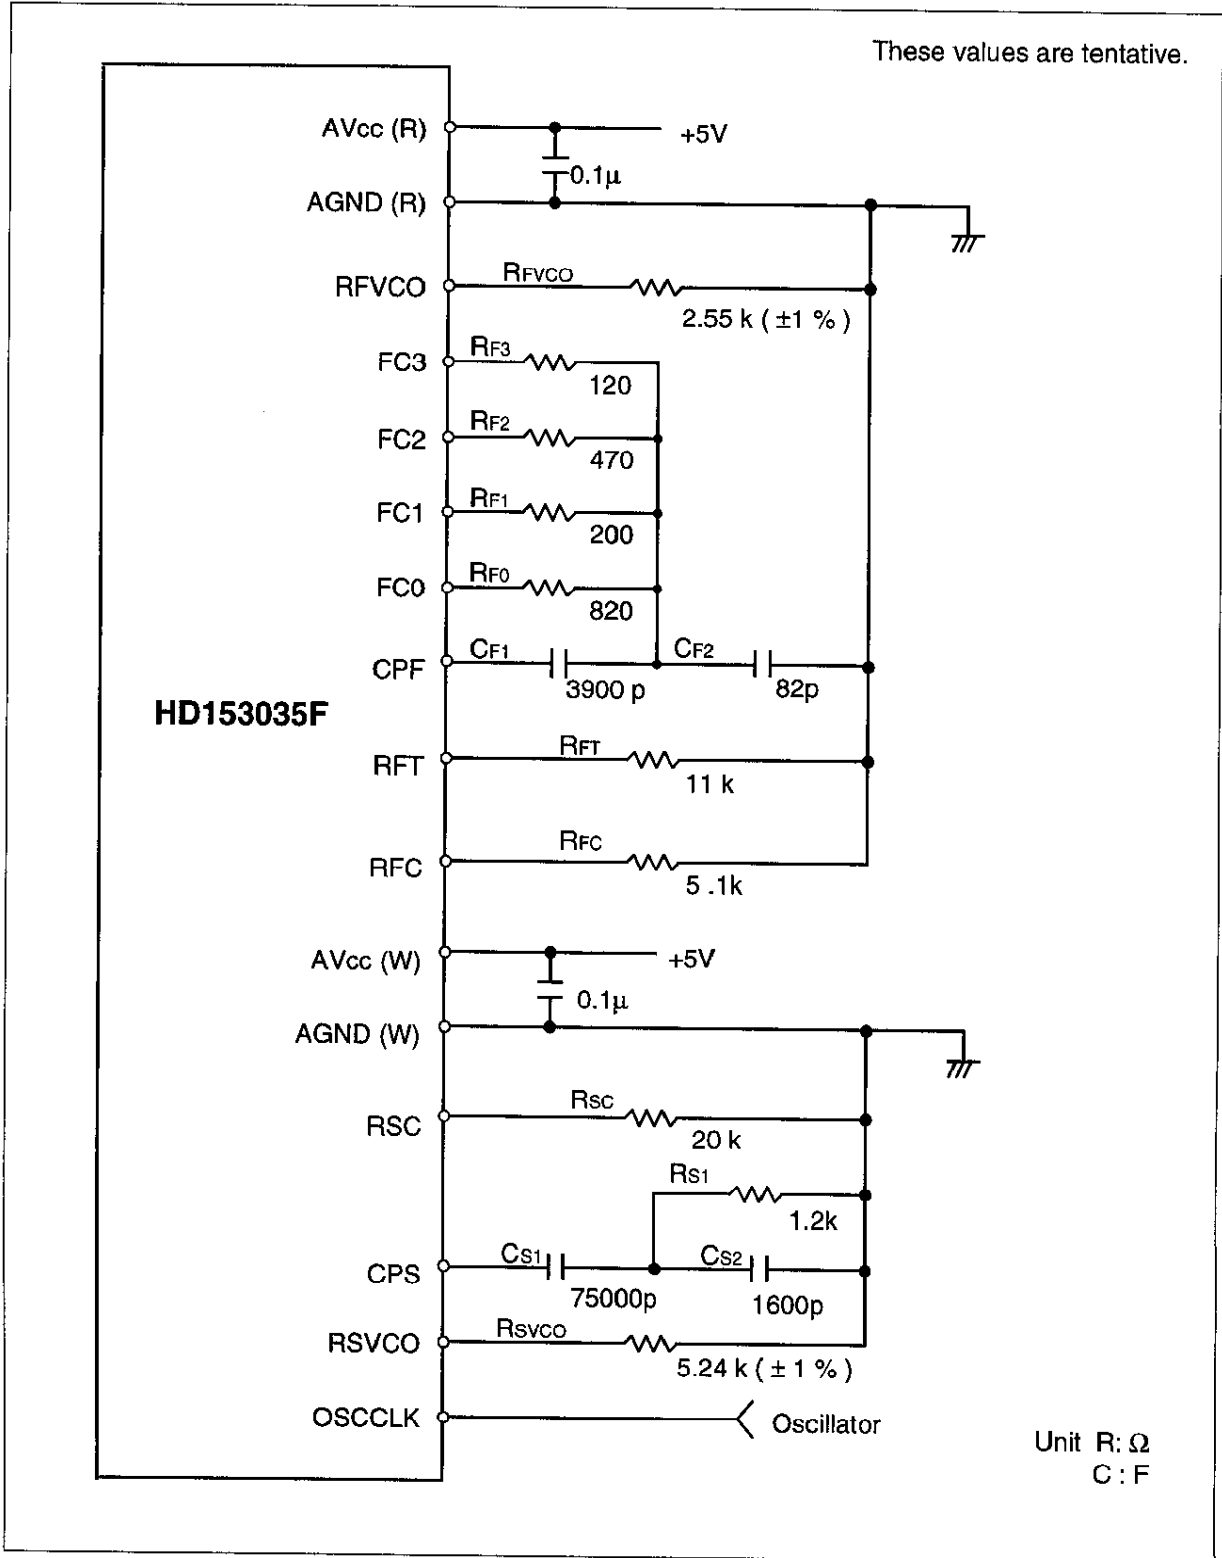 These values are tentative.
AVcc (R)
+5V
0.1µ
AGND (R)
RFVCO
RFVCO
2.55 k ( ±1 % )
FC3
RF3
120
FC2
RF2
470
FC1
RF1
200
FC0
RF0
820
CPF
CF1
3900 p
CF2
82p
HD153035F
RFT
RFT
11 k
RFC
RFC
5 .1k
AVcc (W)
+5V
0.1µ
AGND (W)
RSC
RSC
20 k
RS1
1.2k
CPS
CS1
75000p
CS2
1600p
RSVCO
RSVCO
5.24 k ( ± 1 % )
OSCCLK
Oscillator
Unit R: Ω
C : F